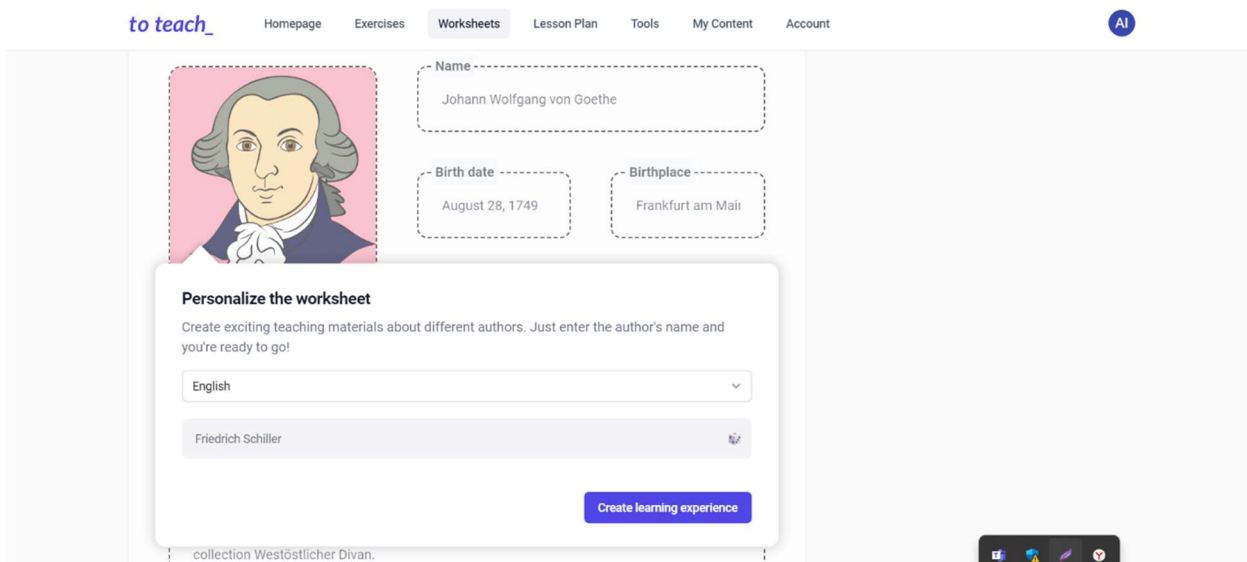 to teach_
Homepage Exercises Worksheets Lesson Plan Tools My Content Account
AI
Name
Johann Wolfgang von Goethe
Birth date
Birthplace
August 28, 1749
Frankfurt am Mai
Personalize the worksheet
Create exciting teaching materials about different authors. Just enter the author's name and
you're ready to go!
English
Friedrich Schiller
Create learning experience
collection Westöstlicher Divan.